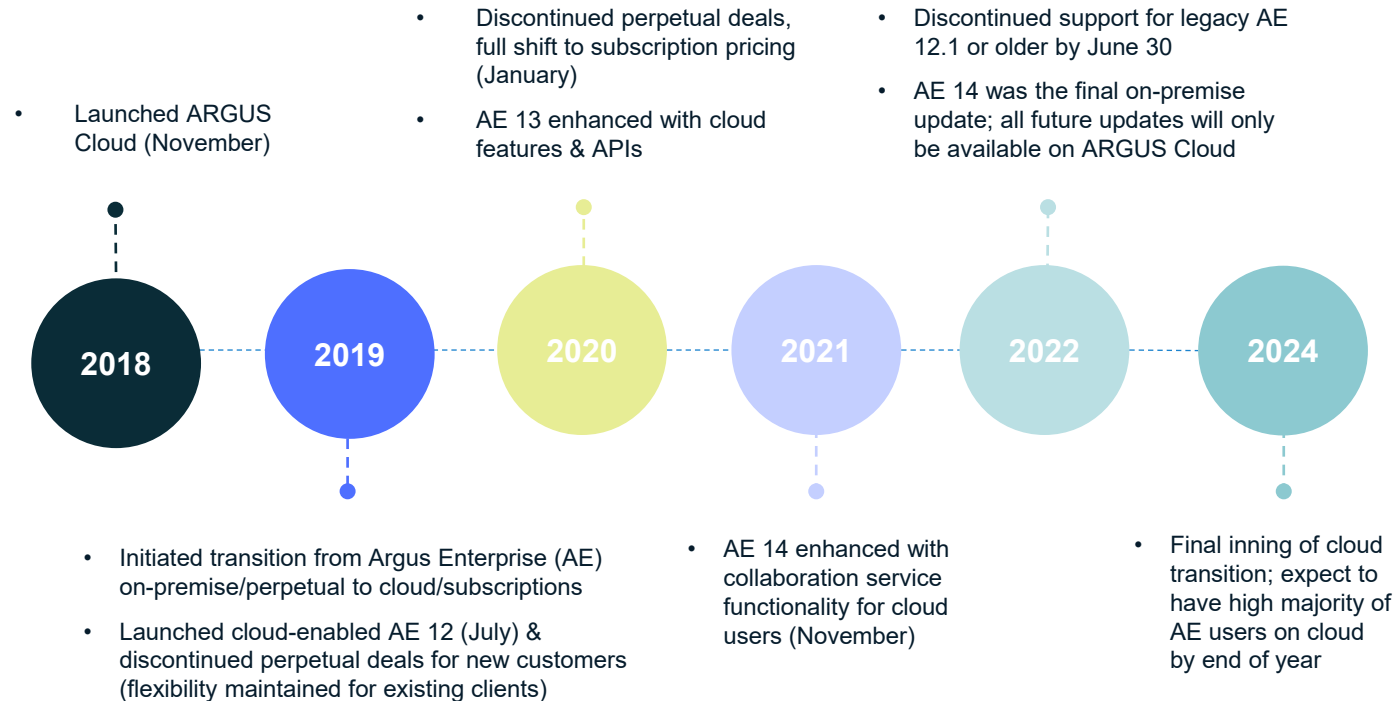 • Launched ARGUS
Cloud (November)
• Discontinued perpetual deals,
full shift to subscription pricing
(January)
• AE 13 enhanced with cloud
features & APIs
• Discontinued support for legacy AE
12.1 or older by June 30
• AE 14 was the final on-premise
update; all future updates will only
be available on ARGUS Cloud
2018
2019
2020
2021
2022
2024
• Initiated transition from Argus Enterprise (AE)
on-premise/perpetual to cloud/subscriptions
• Launched cloud-enabled AE 12 (July) &
discontinued perpetual deals for new customers
(flexibility maintained for existing clients)
• AE 14 enhanced with
collaboration service
functionality for cloud
users (November)
• Final inning of cloud
transition; expect to
have high majority of
AE users on cloud
by end of year